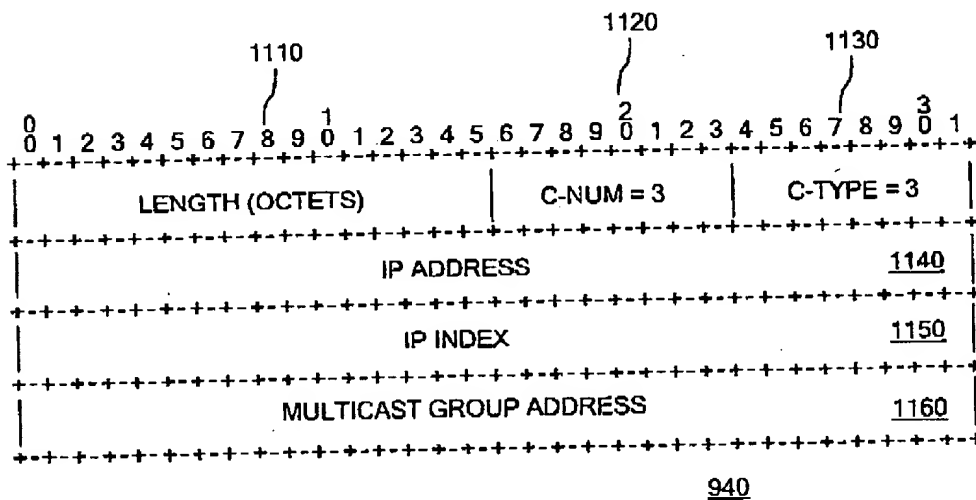 1110 1120 1130
0 1 2 3
0 1 2 3 4 5 6 7 8 9 0 1 2 3 4 5 6 7 8 9 0 1 2 3 4 5 6 7 8 9 0 1
+-+-+-+-+-+-+-+-+-+-+-+-+-+-+-+-+-+-+-+-+-+-+-+-+-+-+-+-+-+-+-+-+
| LENGTH (OCTETS) | C-NUM = 3 | C-TYPE = 3 |
+-+-+-+-+-+-+-+-+-+-+-+-+-+-+-+-+-+-+-+-+-+-+-+-+-+-+-+-+-+-+-+-+
| IP ADDRESS 1140 |
+-+-+-+-+-+-+-+-+-+-+-+-+-+-+-+-+-+-+-+-+-+-+-+-+-+-+-+-+-+-+-+-+
| IP INDEX 1150 |
+-+-+-+-+-+-+-+-+-+-+-+-+-+-+-+-+-+-+-+-+-+-+-+-+-+-+-+-+-+-+-+-+
| MULTICAST GROUP ADDRESS 1160 |
+-+-+-+-+-+-+-+-+-+-+-+-+-+-+-+-+-+-+-+-+-+-+-+-+-+-+-+-+-+-+-+-+
940